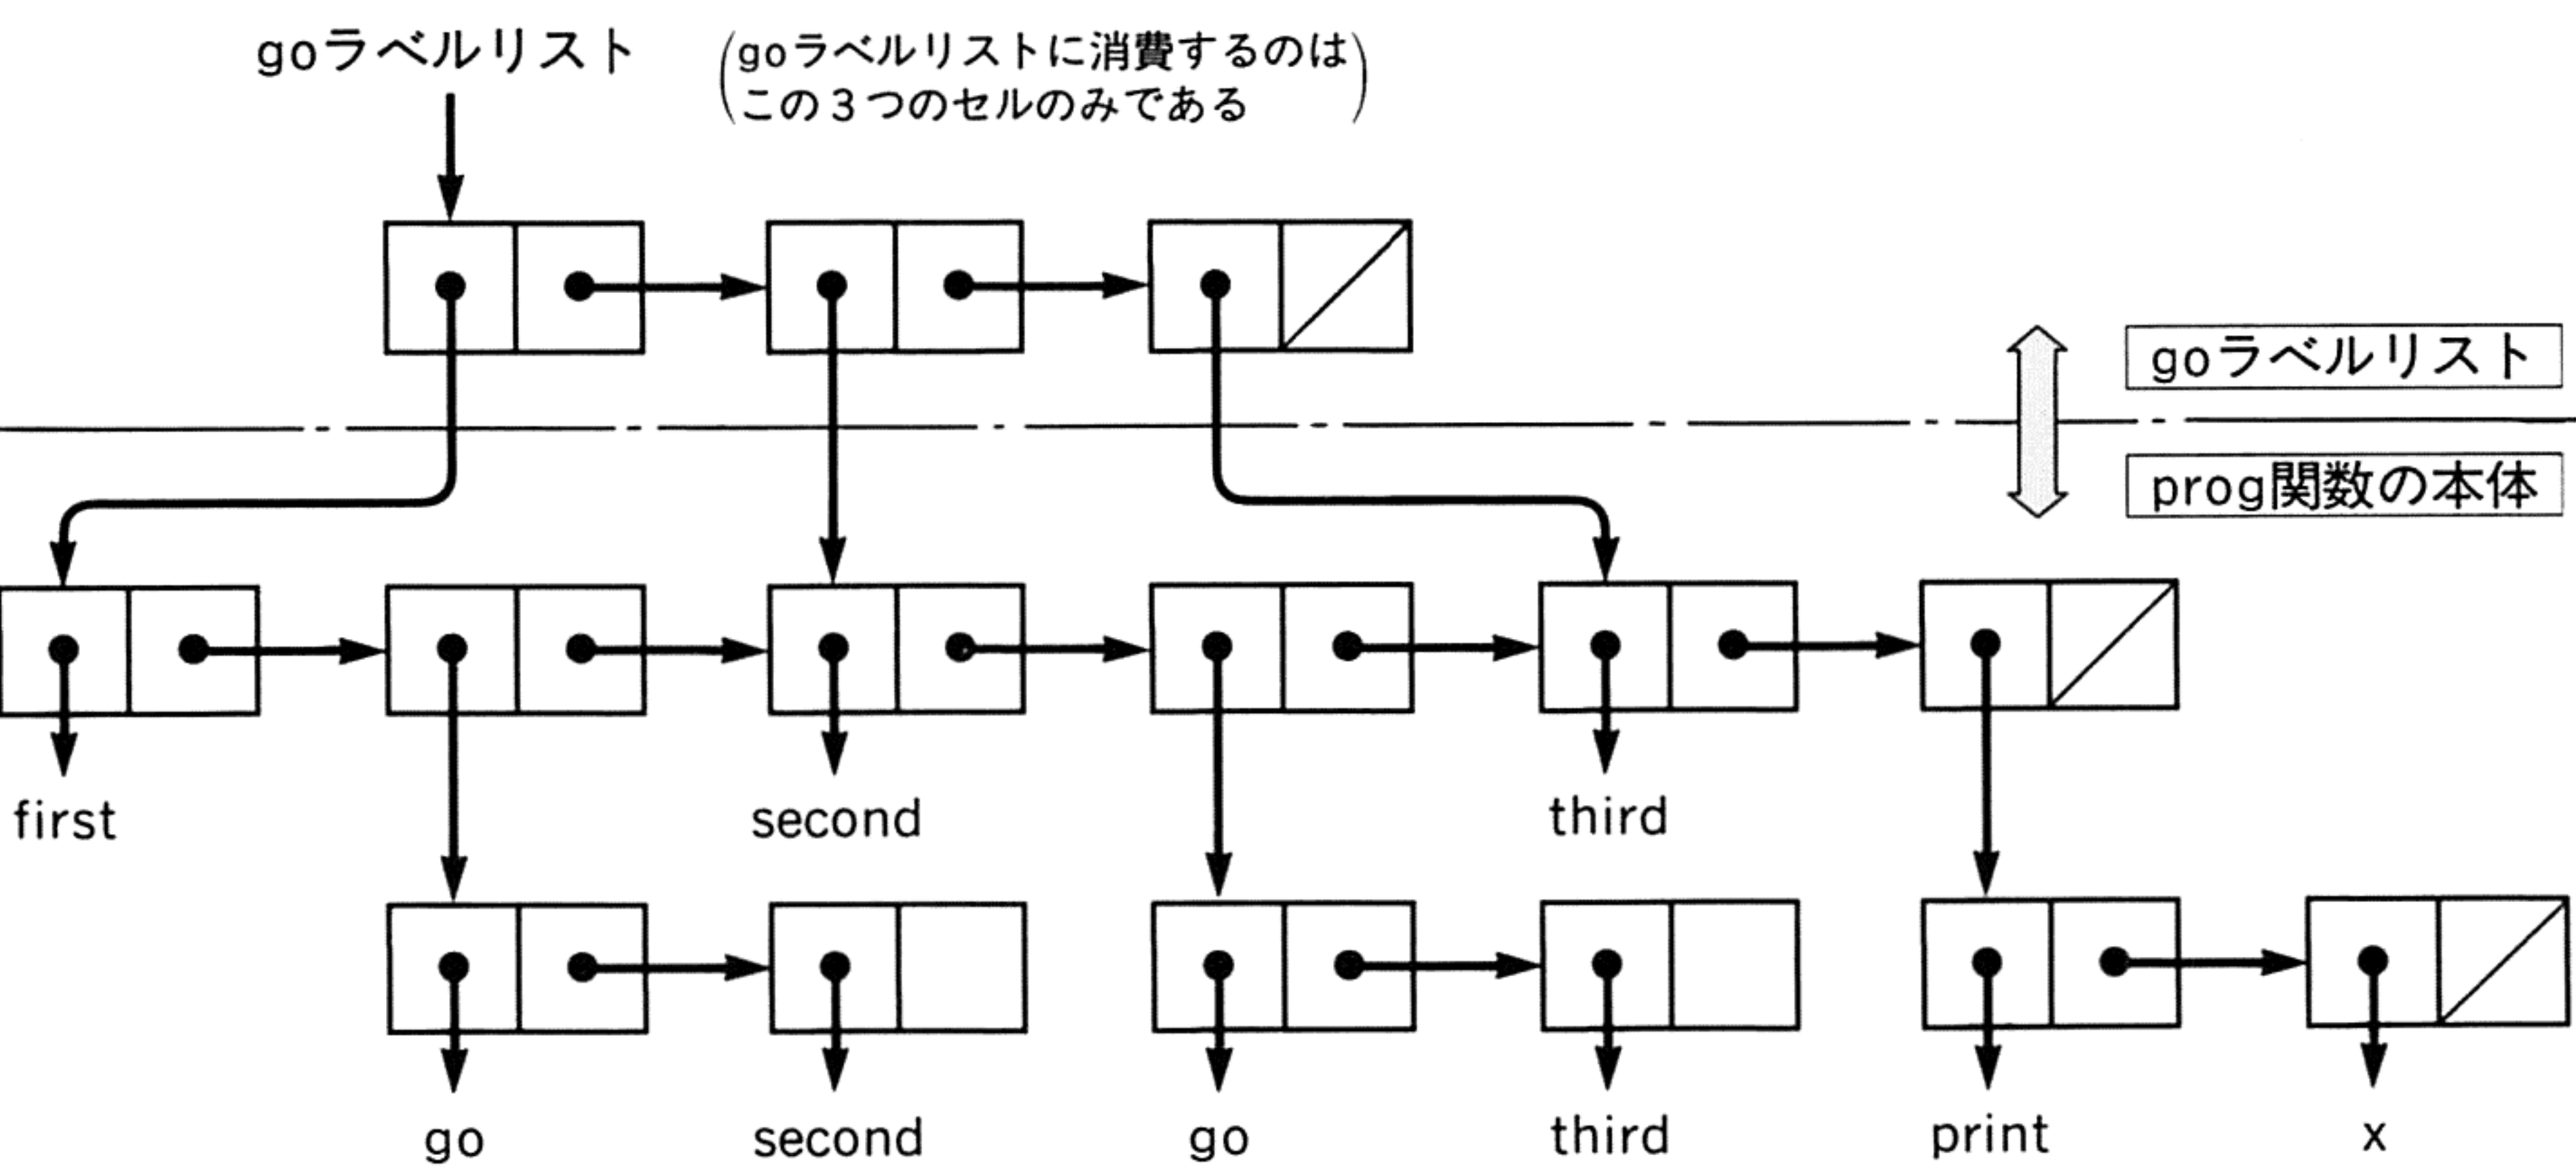 goラベルリスト
(goラベルリストに消費するのは
この3つのセルのみである)
goラベルリスト
prog関数の本体
first
second
third
go
second
go
third
print
x